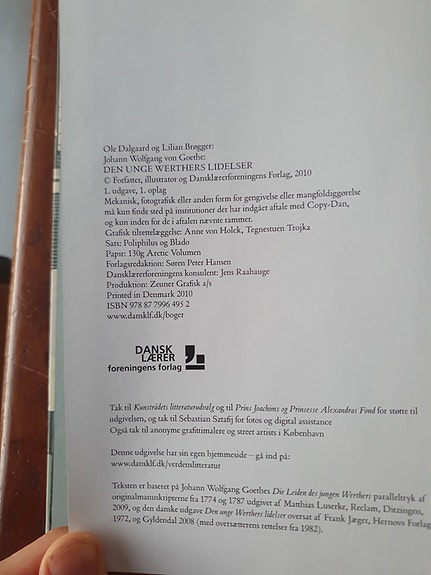 Ole Dalgaard og Lilian Brøgger:
Johann Wolfgang von Goethe:
DEN UNGE WERTHERS LIDELSER
© Forfatter, illustrator og Dansklærerforeningens Forlag, 2010
1. udgave, 1. oplag
Mekanisk, fotografisk eller anden form for gengivelse eller mangfoldiggørelse
må kun finde sted på institutioner der har indgået aftale med Copy-Dan,
og kun inden for de i aftalen nævnte rammer.
Grafisk tilrettelæggelse: Anne von Holck, Tegnestuen Trojka
Sats: Poliphilus og Blado
Papir: 130g Arctic Volumen
Forlagsredaktion: Søren Peter Hansen
Dansklærerforeningens konsulent: Jens Raahauge
Produktion: Zeuner Grafisk a/s
Printed in Denmark 2010
ISBN 978 87 7996 495 2
www.dansklf.dk/boger
DANSK
LÆRER
foreningens forlag
Tak til Kunstrådets litteraturudvalg og til Prins Joachims og Prinsesse Alexandras Fond for støtte til
udgivelsen, og tak til Sebastian Sztafij for fotos og digital assistance
Også tak til anonyme grafittimalere og street artists i København
Denne udgivelse har sin egen hjemmeside – gå ind på:
www.dansklf.dk/verdenslitteratur
Teksten er baseret på Johann Wolfgang Goethes Die Leiden des jungen Werthers paralleltryk af
originalmanuskripterne fra 1774 og 1787 udgivet af Matthias Luserke, Reclam, Ditzingen,
2009, og den danske udgave Den unge Werthers lidelser oversat af Frank Jæger, Hernovs Forlag
1972, og Gyldendal 2008 (med oversætterens rettelser fra 1982).